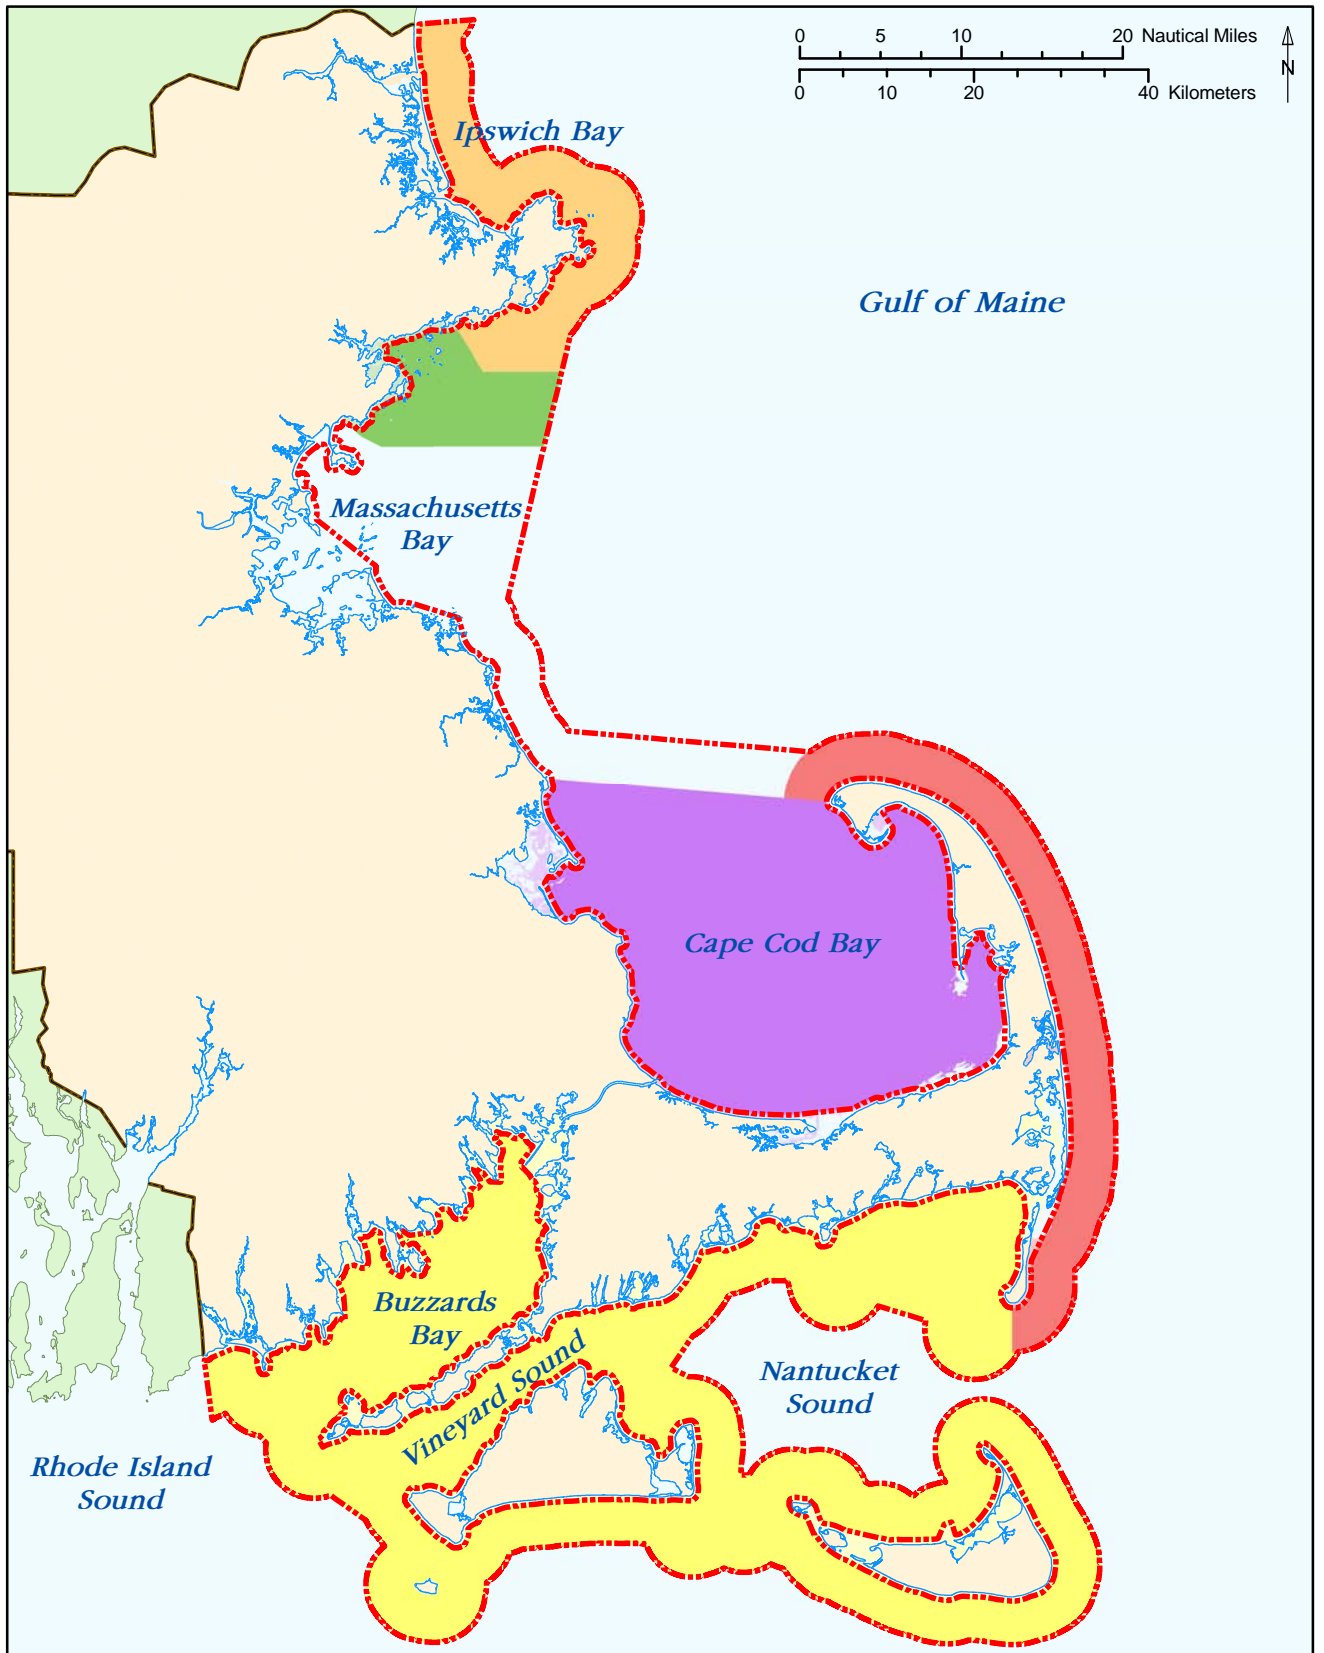 0 5 10 20 Nautical Miles
0 10 20 40 Kilometers
N
Ipswich Bay
Gulf of Maine
Massachusetts
Bay
Cape Cod Bay
Buzzards
Bay
Vineyard Sound
Nantucket
Sound
Rhode Island
Sound